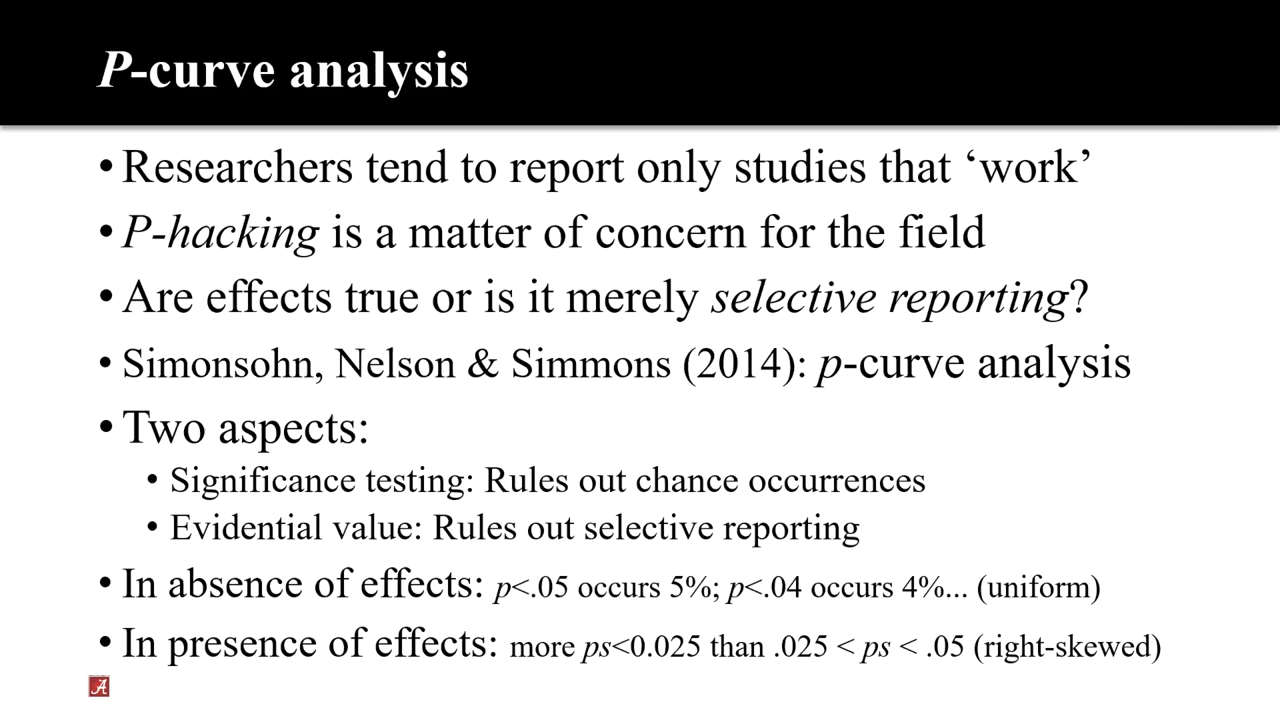 P-curve analysis
• Researchers tend to report only studies that ‘work’
• P-hacking is a matter of concern for the field
• Are effects true or is it merely selective reporting?
• Simonsohn, Nelson & Simmons (2014): p-curve analysis
• Two aspects:
• Significance testing: Rules out chance occurrences
• Evidential value: Rules out selective reporting
• In absence of effects: p<.05 occurs 5%; p<.04 occurs 4%... (uniform)
• In presence of effects: more ps<0.025 than .025 < ps < .05 (right-skewed)
A